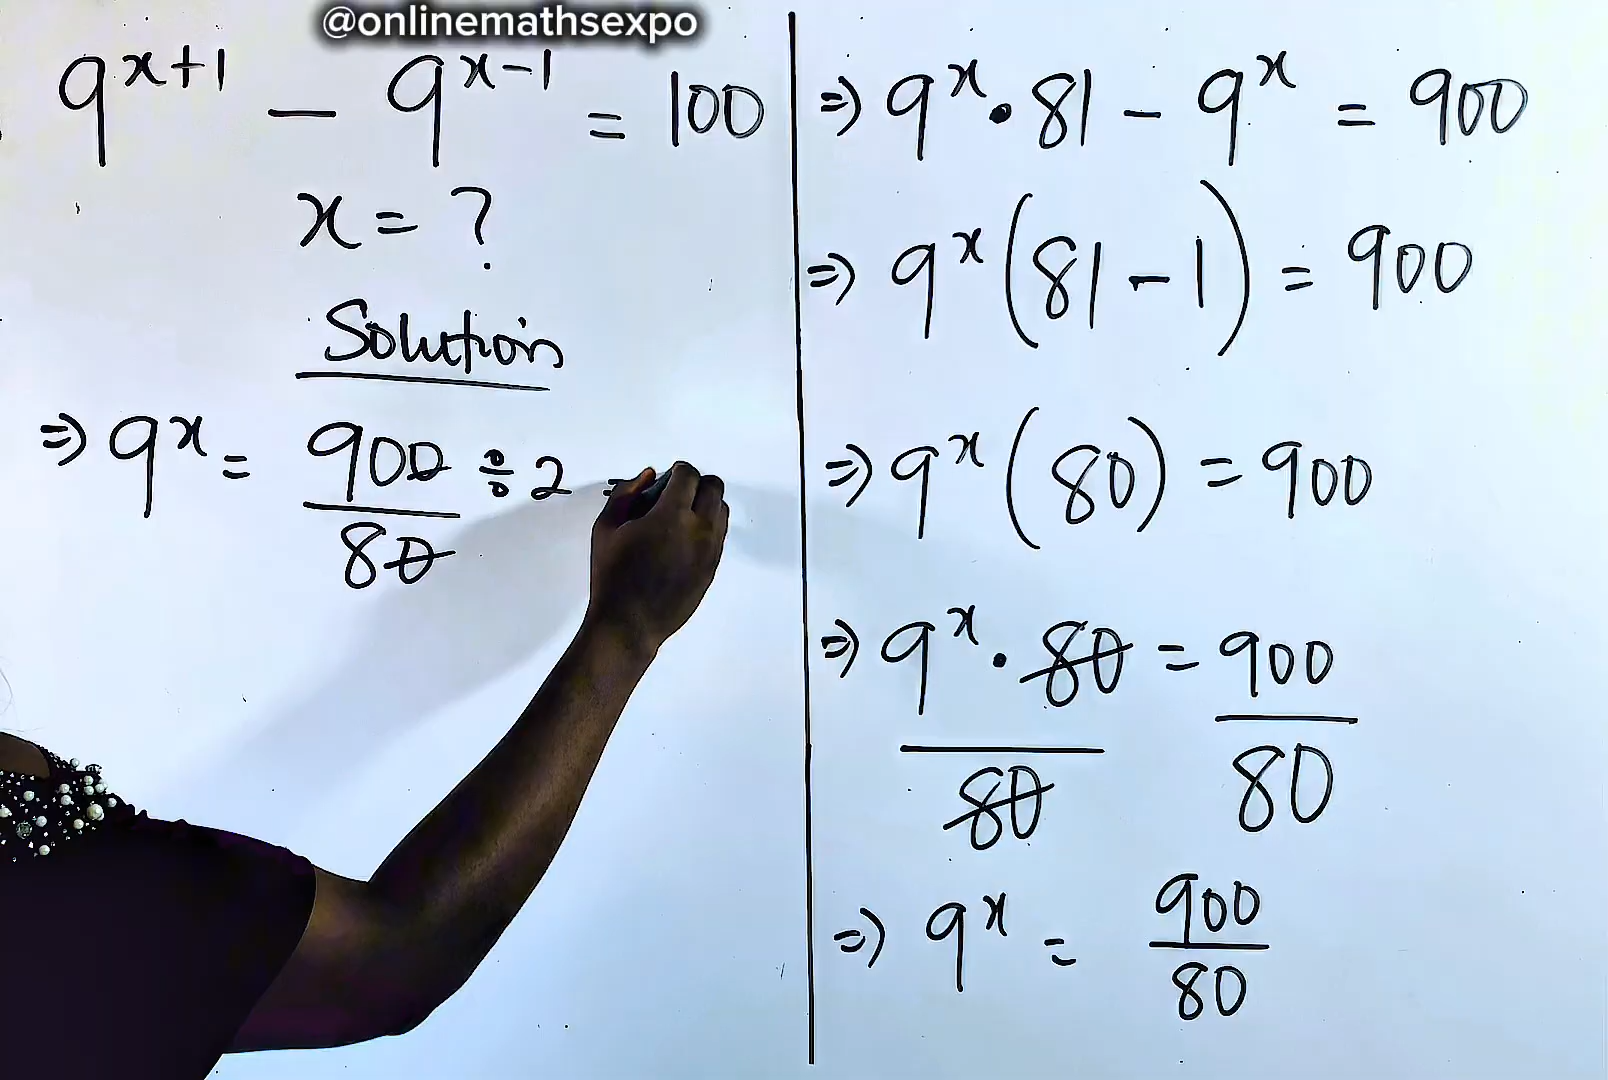 @onlinemathsexpo
9^{x+1} - 9^{x-1} = 100
x = ?
Solution
⇒ 9^x = 900/80 ÷ 2 =
⇒ 9^x • 81 - 9^x = 900
⇒ 9^x (81 - 1) = 900
⇒ 9^x (80) = 900
⇒ 9^x • 80 / 80 = 900 / 80
⇒ 9^x = 900/80